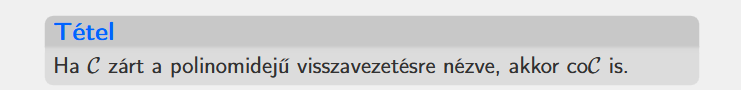 Tétel
Ha 𝒞 zárt a polinomidejű visszavezetésre nézve, akkor co𝒞 is.